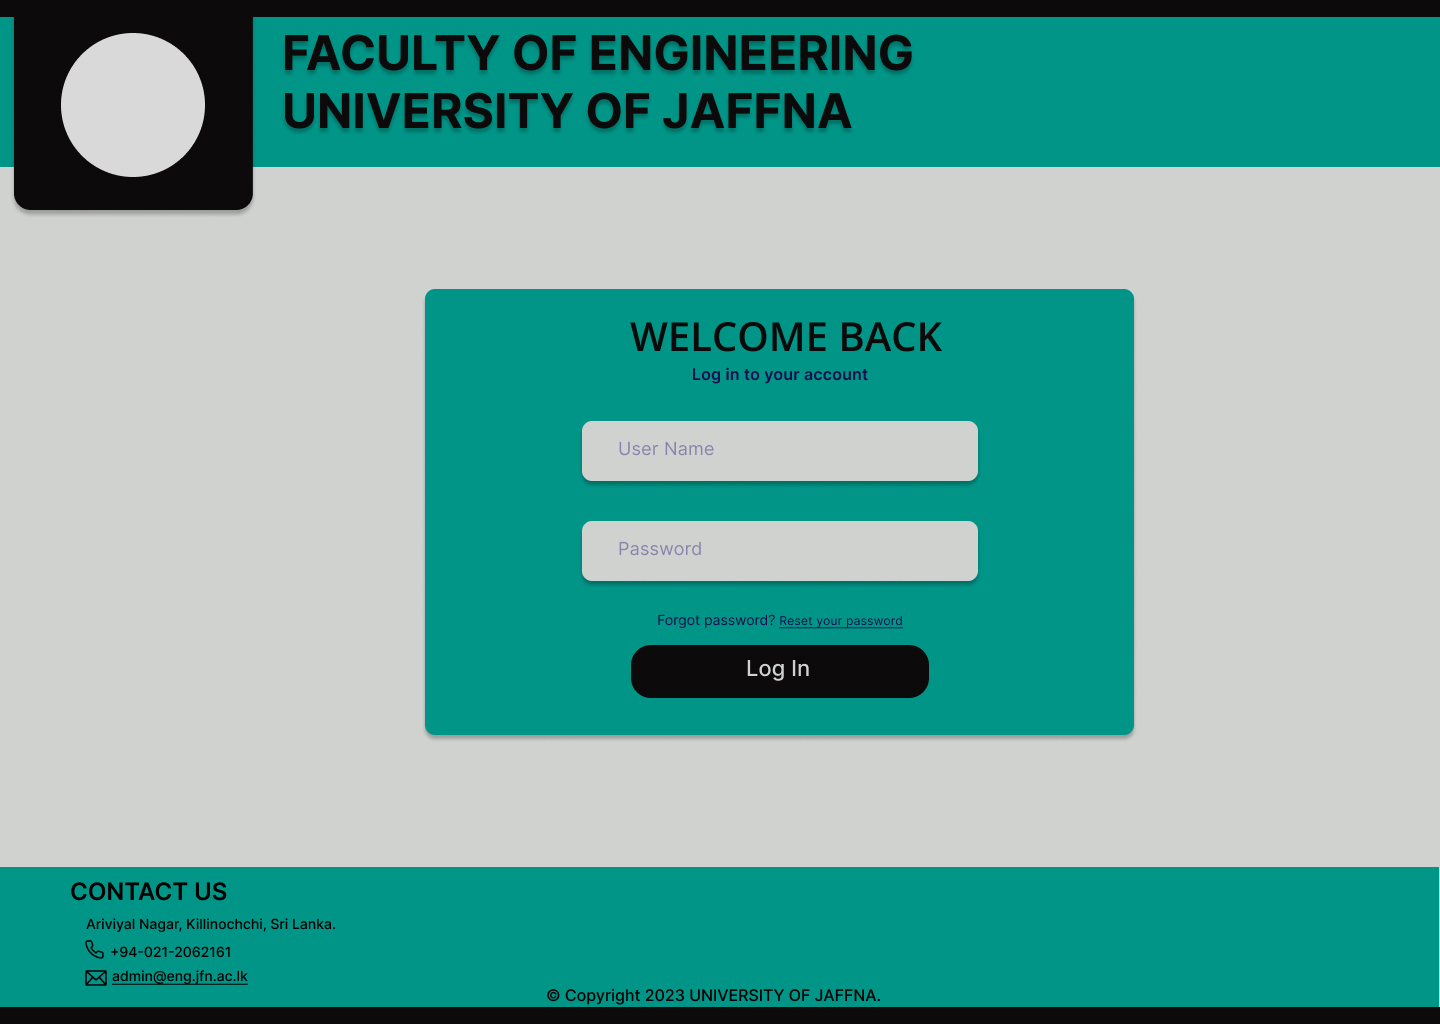 FACULTY OF ENGINEERING
UNIVERSITY OF JAFFNA
WELCOME BACK
Log in to your account
User Name
Password
Forgot password? Reset your password
Log In
CONTACT US
Ariviyal Nagar, Killinochchi, Sri Lanka.
+94-021-2062161
admin@eng.jfn.ac.lk
© Copyright 2023 UNIVERSITY OF JAFFNA.